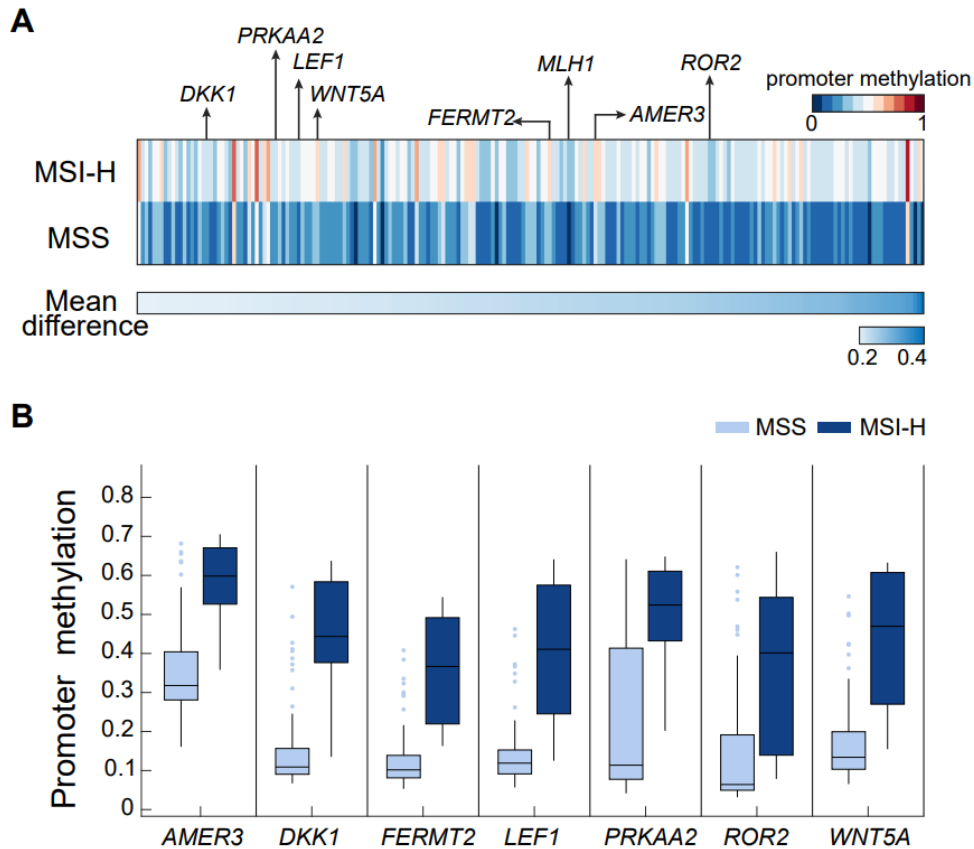 A
PRKAA2
LEF1
MLH1
ROR2
promoter methylation
DKK1
WNT5A
FERMT2
AMER3
0 1
MSI-H
MSS
Mean
difference
0.2 0.4
B
MSS MSI-H
Promoter methylation
0.8
0.7
0.6
0.5
0.4
0.3
0.2
0.1
0
AMER3 DKK1 FERMT2 LEF1 PRKAA2 ROR2 WNT5A